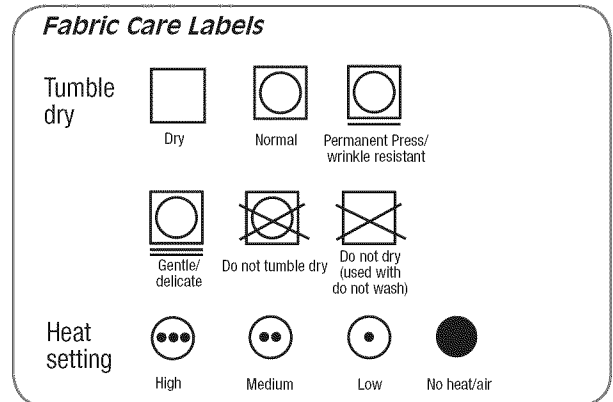 Fabric Care Labels
Tumble
dry
Dry
Normal
Permanent Press/
wrinkle resistant
Gentle/
delicate
Do not tumble dry
Do not dry
(used with
do not wash)
Heat
setting
High
Medium
Low
No heat/air